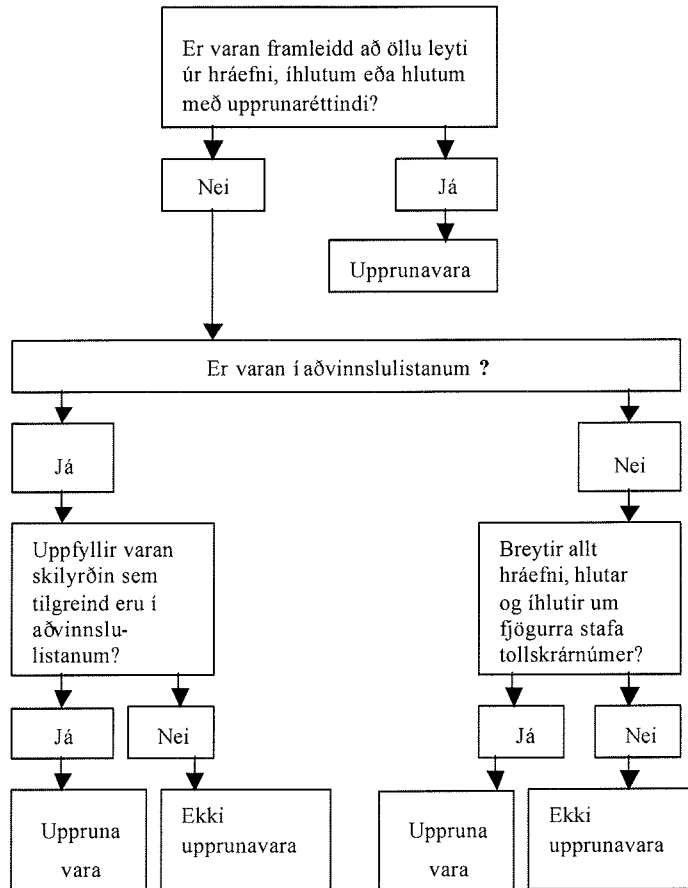 Er varan framleidd að öllu leyti
úr hráefni, íhlutum eða hlutum
með upprunaréttindi?
Nei
Já
Upprunavara
Er varan í aðvinnslulistanum ?
Já
Nei
Uppfyllir varan
skilyrðin sem
tilgreind eru í
aðvinnslu-
listanum?
Breytir allt
hráefni, hlutar
og íhlutir um
fjögurra stafa
tollskrárnúmer?
Já
Nei
Já
Nei
Uppruna
vara
Ekki
upprunavara
Uppruna
vara
Ekki
upprunavara